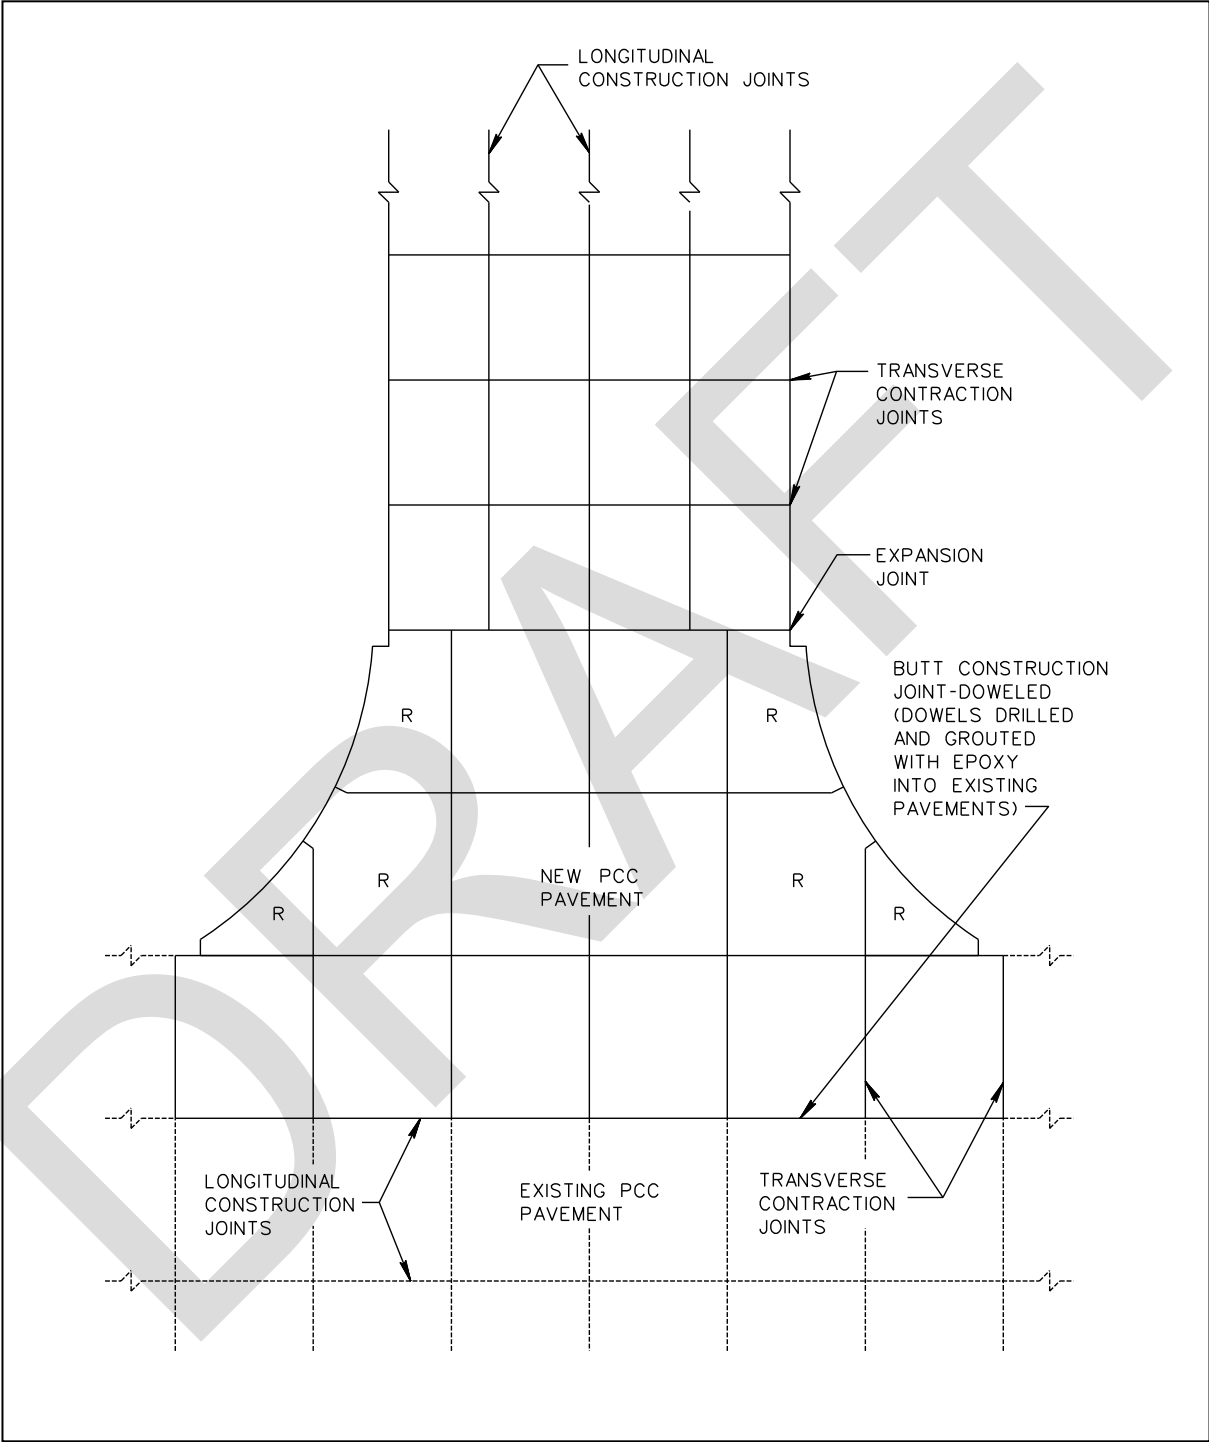 LONGITUDINAL
CONSTRUCTION JOINTS
TRANSVERSE
CONTRACTION
JOINTS
EXPANSION
JOINT
BUTT CONSTRUCTION
JOINT-DOWELED
(DOWELS DRILLED
AND GROUTED
WITH EPOXY
INTO EXISTING
PAVEMENTS)
R
R
R
NEW PCC
PAVEMENT
R
R
R
LONGITUDINAL
CONSTRUCTION
JOINTS
EXISTING PCC
PAVEMENT
TRANSVERSE
CONTRACTION
JOINTS
DRAFT